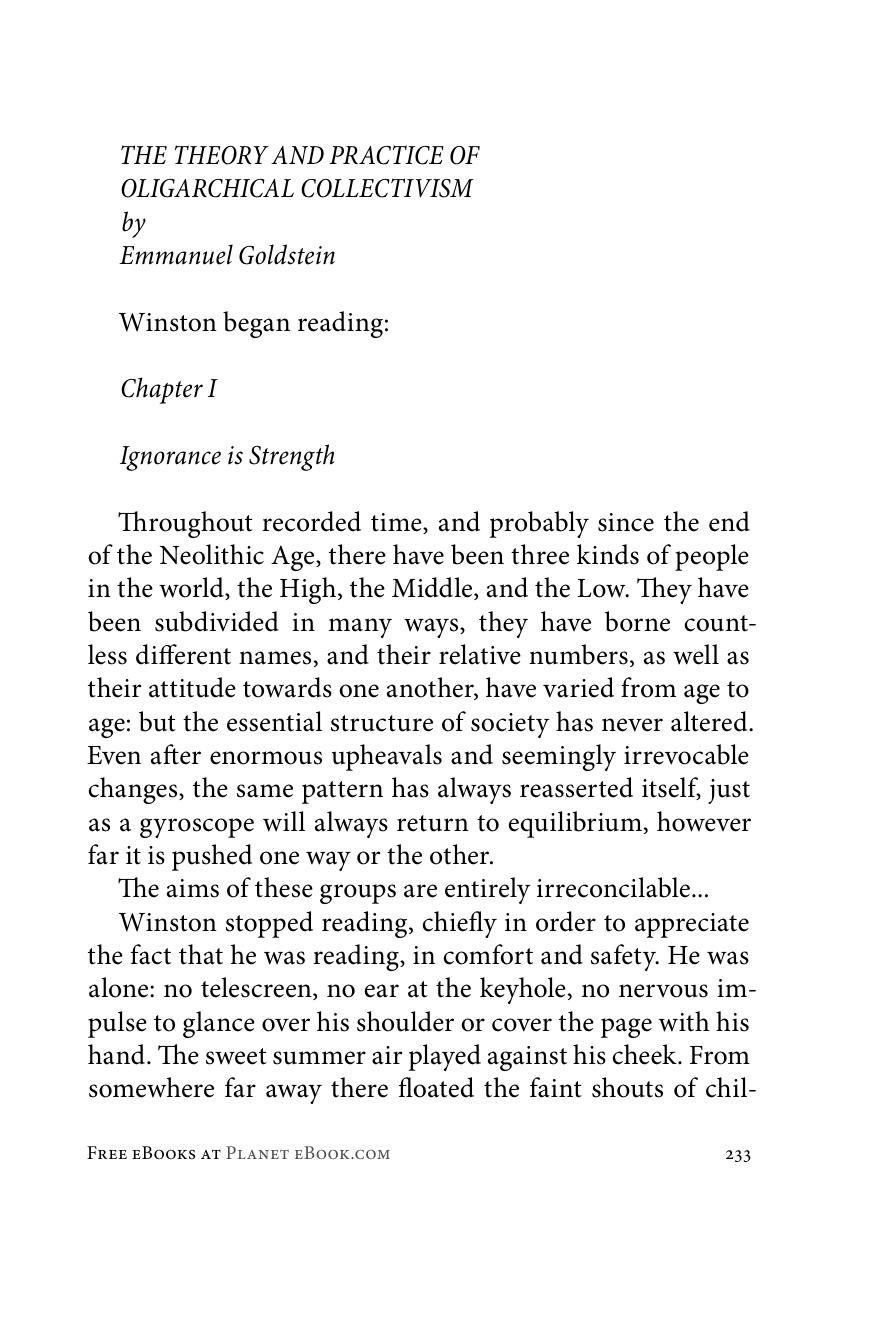 THE THEORY AND PRACTICE OF
OLIGARCHICAL COLLECTIVISM
by
Emmanuel Goldstein
Winston began reading:
Chapter I
Ignorance is Strength
Throughout recorded time, and probably since the end
of the Neolithic Age, there have been three kinds of people
in the world, the High, the Middle, and the Low. They have
been subdivided in many ways, they have borne count-
less different names, and their relative numbers, as well as
their attitude towards one another, have varied from age to
age: but the essential structure of society has never altered.
Even after enormous upheavals and seemingly irrevocable
changes, the same pattern has always reasserted itself, just
as a gyroscope will always return to equilibrium, however
far it is pushed one way or the other.
The aims of these groups are entirely irreconcilable...
Winston stopped reading, chiefly in order to appreciate
the fact that he was reading, in comfort and safety. He was
alone: no telescreen, no ear at the keyhole, no nervous im-
pulse to glance over his shoulder or cover the page with his
hand. The sweet summer air played against his cheek. From
somewhere far away there floated the faint shouts of chil-
Free eBooks at Planet eBook.com 233